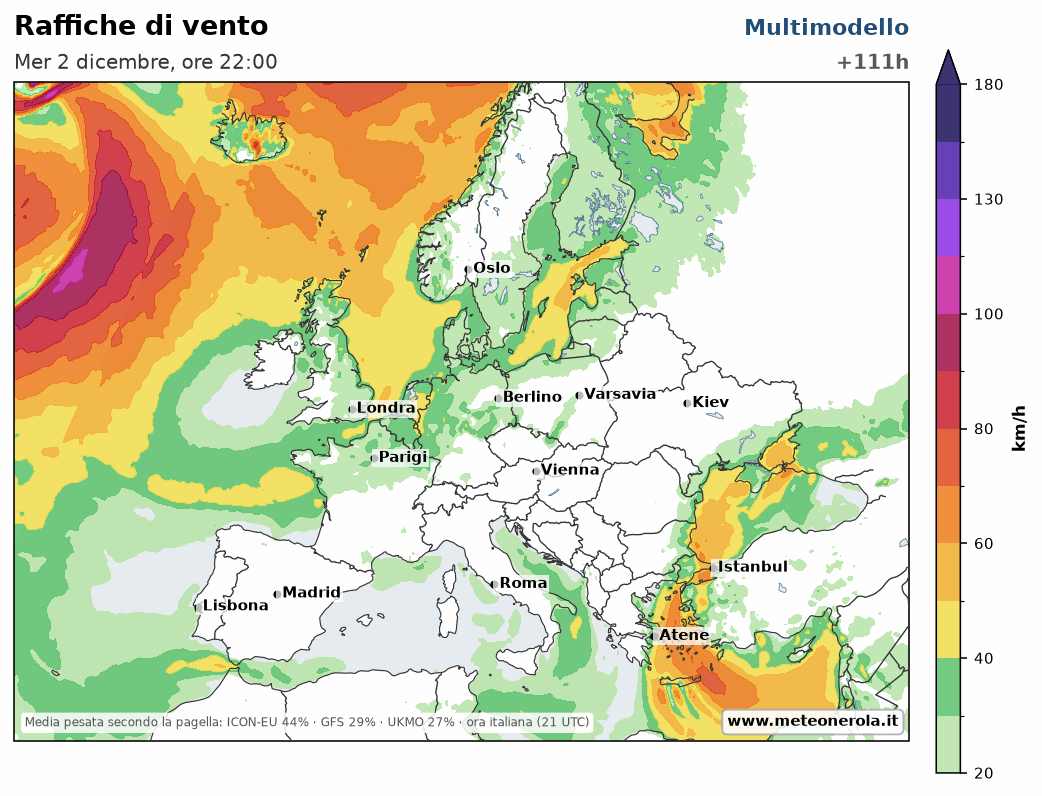 Raffiche di vento
Multimodello
Mer 2 dicembre, ore 22:00
+111h
180
130
100
80
60
40
20
km/h
Oslo
Berlino
Varsavia
Kiev
Londra
Parigi
Vienna
Istanbul
Roma
Madrid
Lisbona
Atene
Media pesata secondo la pagella: ICON-EU 44% · GFS 29% · UKMO 27% · ora italiana (21 UTC)
www.meteonerola.it